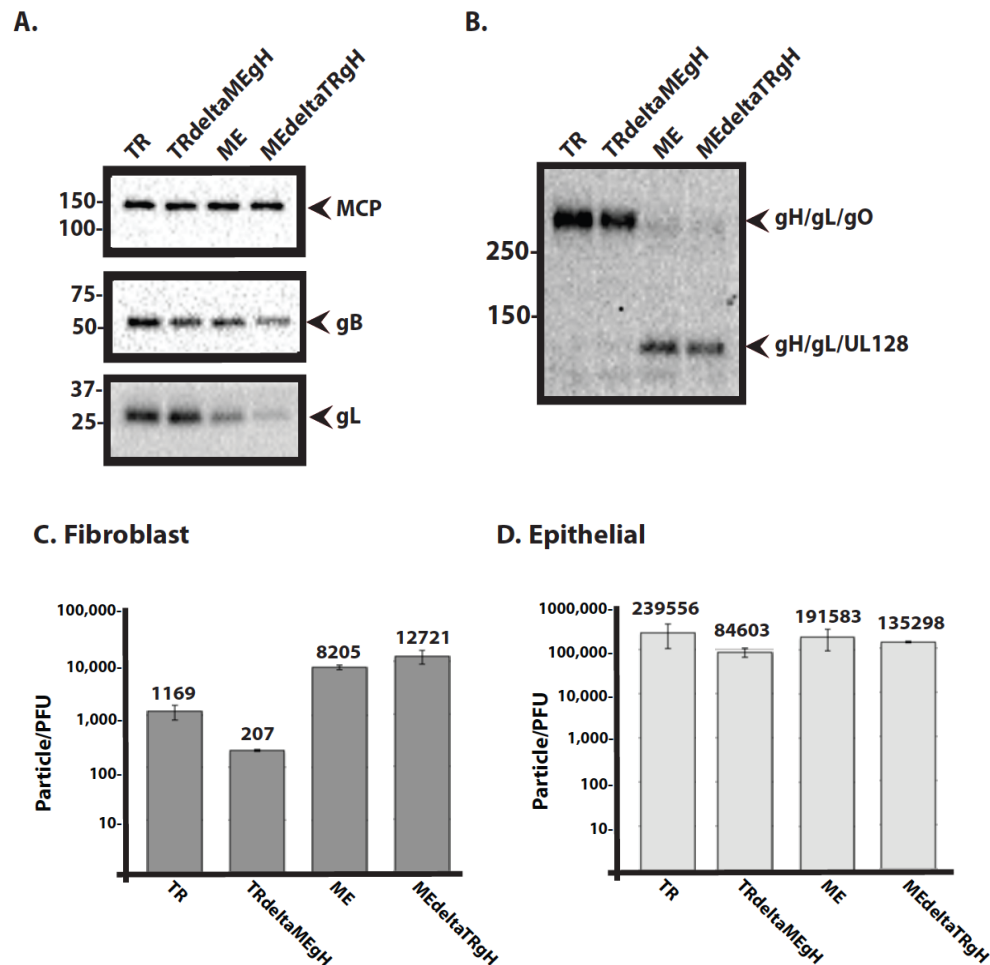 A.
TR
TRdeltaMEgH
ME
MEdeltaTRgH
150-
100-
MCP
75-
50-
gB
37-
25-
gL
B.
TR
TRdeltaMEgH
ME
MEdeltaTRgH
250-
150-
gH/gL/gO
gH/gL/UL128
C. Fibroblast
Particle/PFU
100,000-
10,000-
1,000-
100-
10-
1169
207
8205
12721
TR
TRdeltaMEgH
ME
MEdeltaTRgH
D. Epithelial
Particle/PFU
1000,000-
100,000-
10,000-
1,000-
100-
10-
239556
84603
191583
135298
TR
TRdeltaMEgH
ME
MEdeltaTRgH